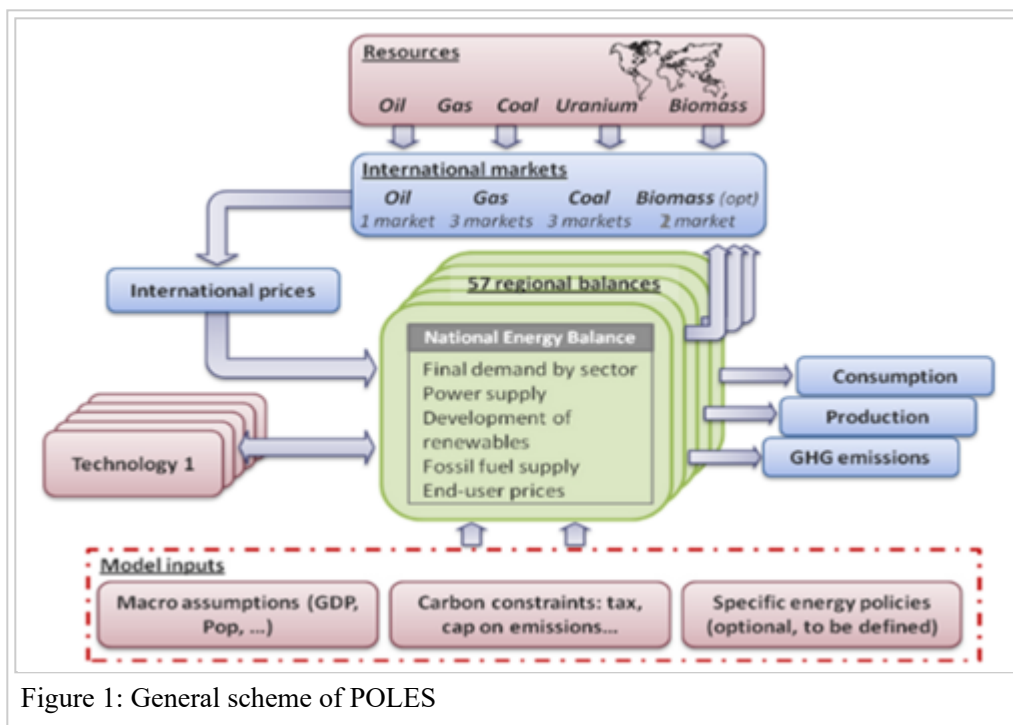 Resources
Oil Gas Coal Uranium Biomass
International markets
Oil Gas Coal Biomass (opt)
1 market 3 markets 3 markets 2 market
International prices
57 regional balances
National Energy Balance
Final demand by sector
Power supply
Development of
renewables
Fossil fuel supply
End-user prices
Consumption
Production
GHG emissions
Technology 1
Model inputs
Macro assumptions (GDP,
Pop, ...)
Carbon constraints: tax,
cap on emissions...
Specific energy policies
(optional, to be defined)
Figure 1: General scheme of POLES